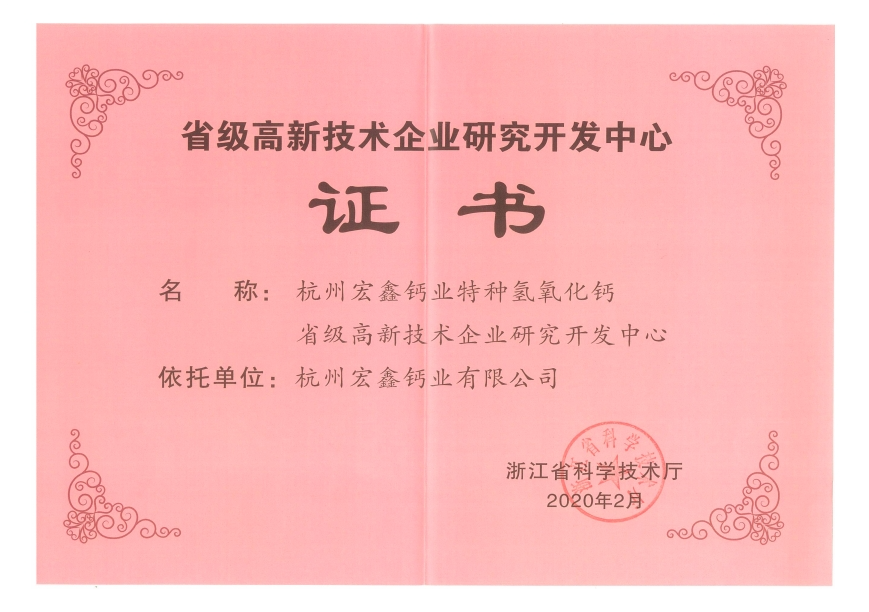 省级高新技术企业研究开发中心
证书
名 称：杭州宏鑫钙业特种氢氧化钙
省级高新技术企业研究开发中心
依托单位：杭州宏鑫钙业有限公司
浙江省科学技术厅
2020年2月